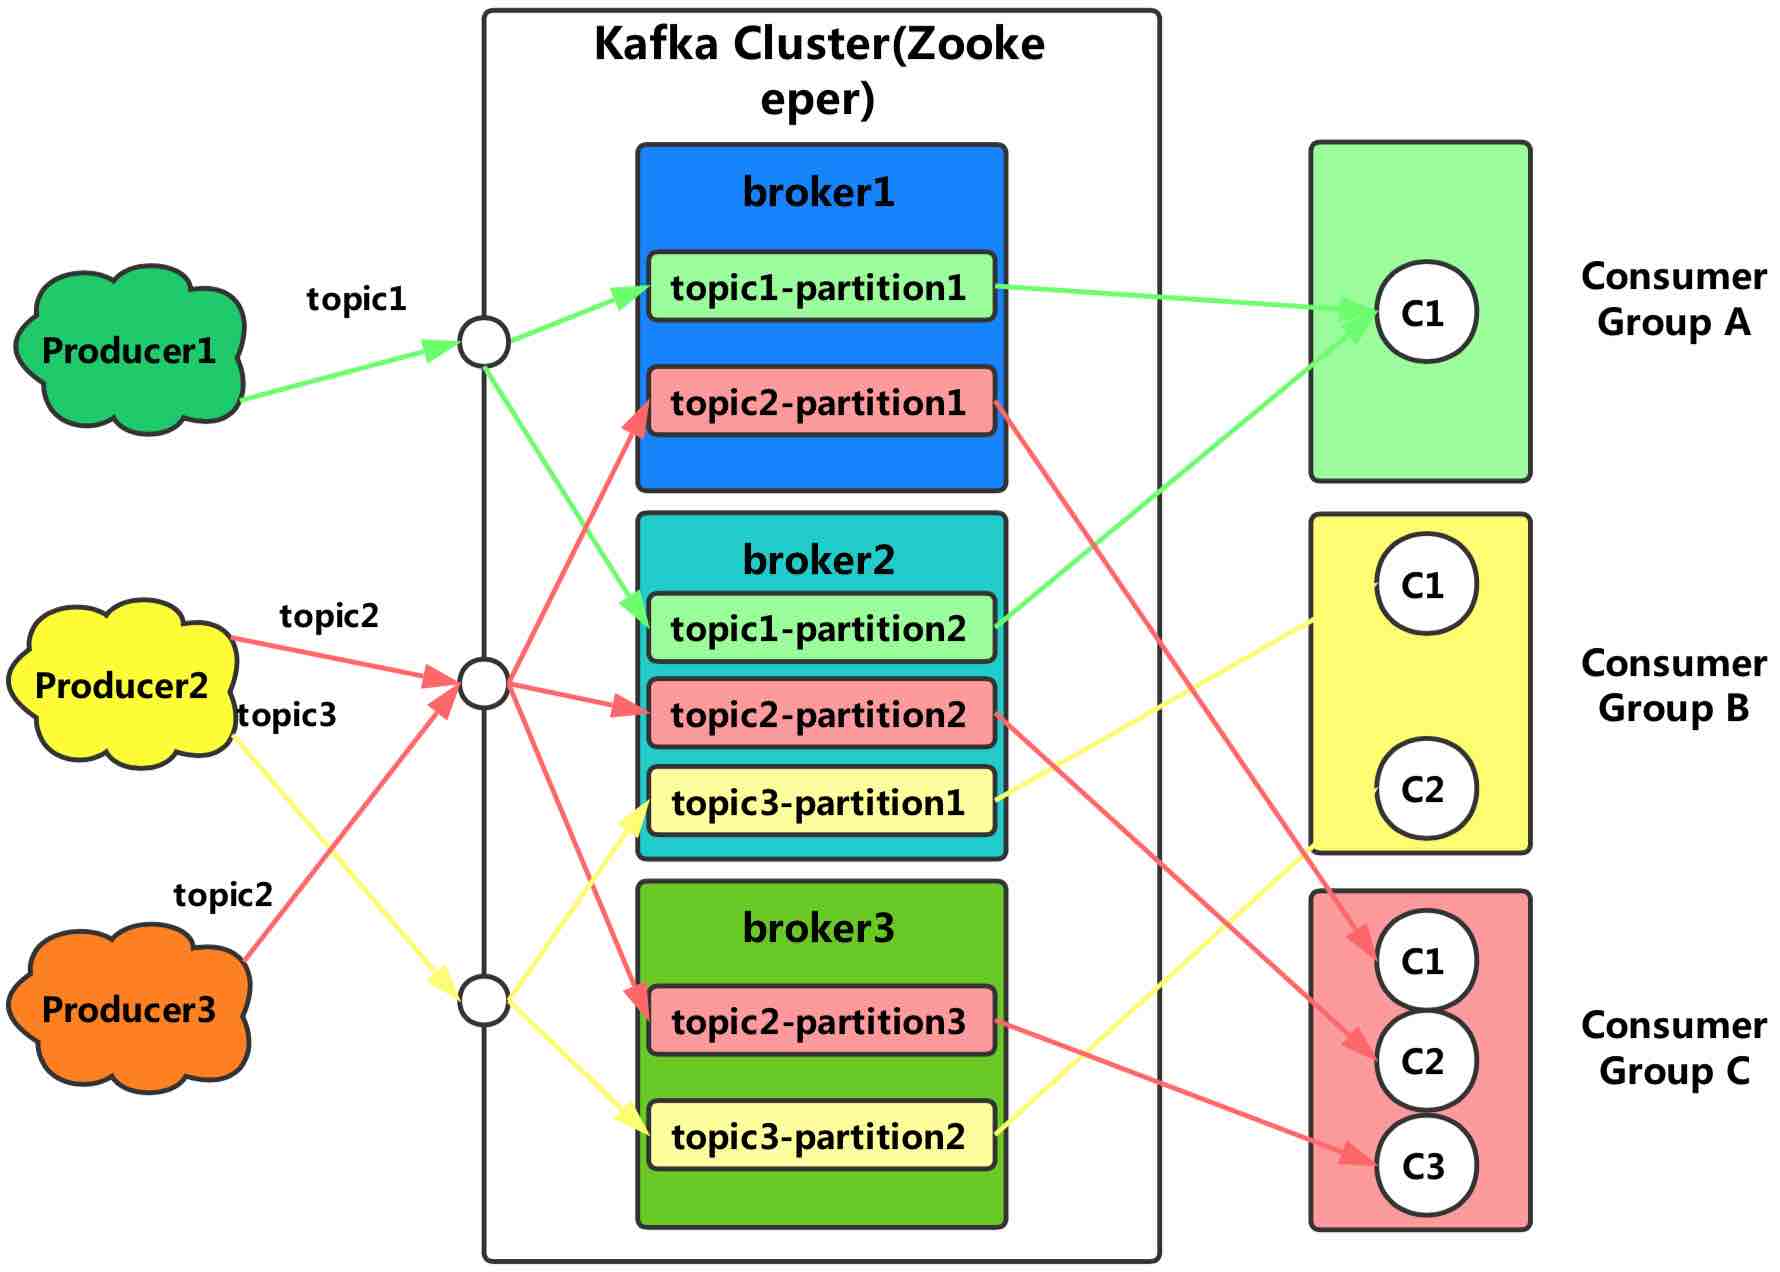 Kafka Cluster(Zooke
eper)
broker1
topic1-partition1
topic2-partition1
broker2
topic1-partition2
topic2-partition2
topic3-partition1
broker3
topic2-partition3
topic3-partition2
topic1
Producer1
topic2
Producer2
topic3
topic2
Producer3
C1
Consumer
Group A
C1
C2
Consumer
Group B
C1
C2
C3
Consumer
Group C